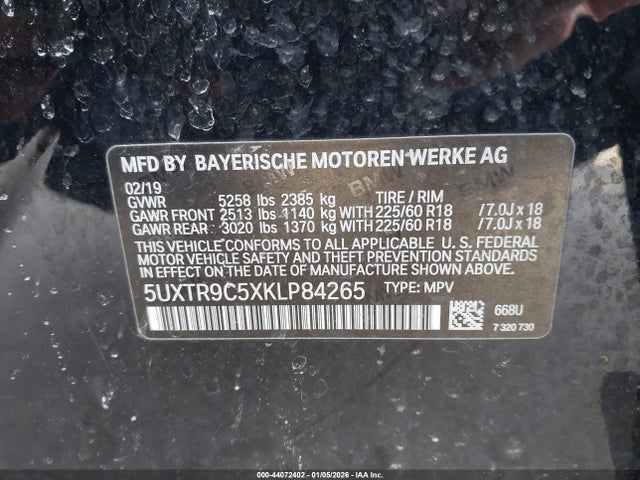 MFD BY BAYERISCHE MOTOREN WERKE AG
02/19
GVWR 5258 lbs 2385 kg TIRE / RIM
GAWR FRONT 2513 lbs 1140 kg WITH 225/60 R18 /7.0J x 18
GAWR REAR: 3020 lbs 1370 kg WITH 225/60 R18 /7.0J x 18
THIS VEHICLE CONFORMS TO ALL APPLICABLE U. S. FEDERAL
MOTOR VEHICLE SAFETY AND THEFT PREVENTION STANDARDS
IN EFFECT ON THE DATE OF MANUFACTURE SHOWN ABOVE.
5UXTR9C5XKLP84265 TYPE: MPV
668U
7 320 730
000-44072402 - 01/05/2026 - IAA Inc.